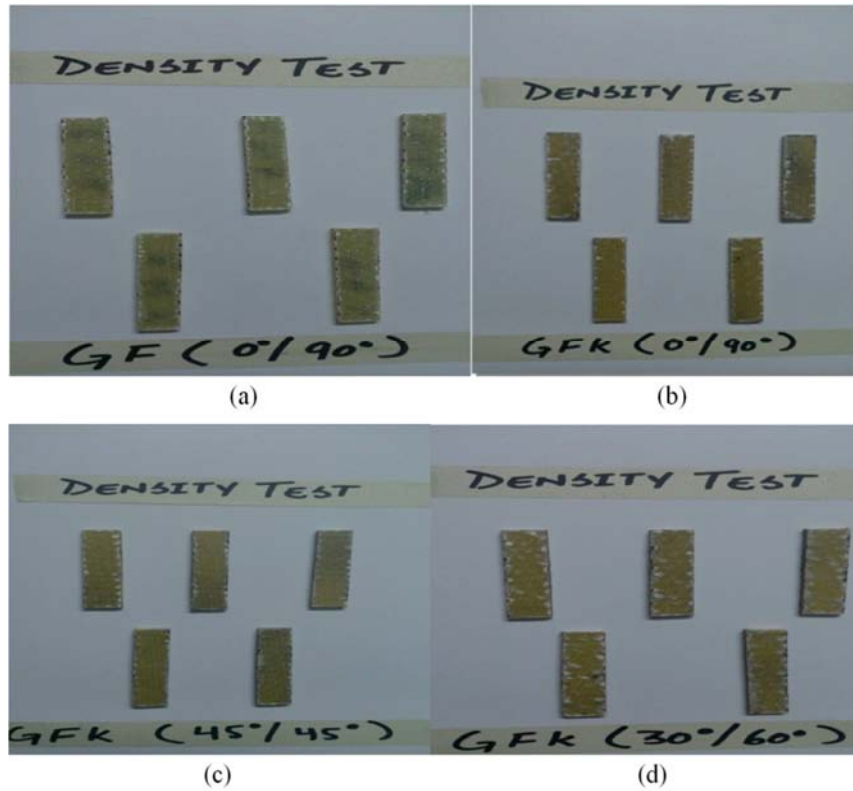 DENSITY TEST
GF (0°/90°)
(a)
DENSITY TEST
GFK (0°/90°)
(b)
DENSITY TEST
GFK (45°/45°)
(c)
DENSITY TEST
GFK (30°/60°)
(d)